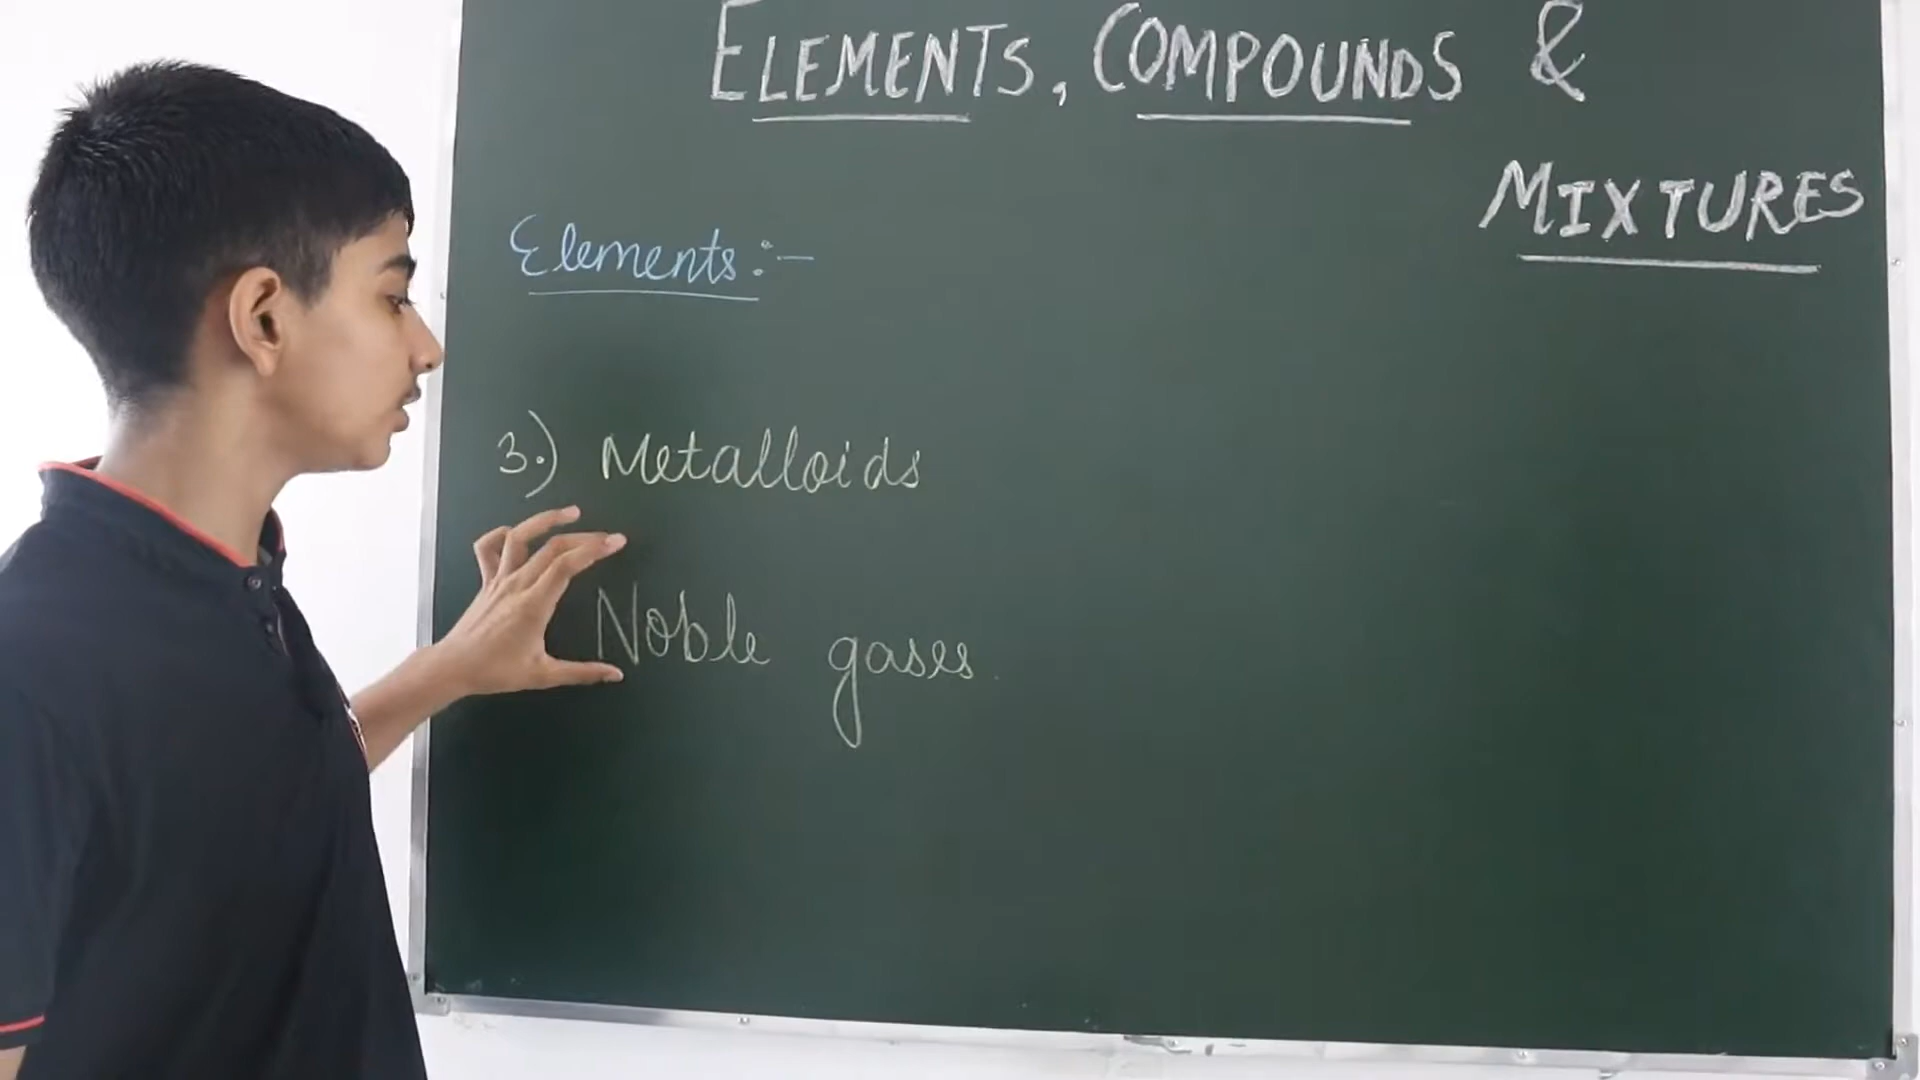 ELEMENTS, COMPOUNDS &
MIXTURES
Elements:-
3.) Metalloids
Noble gases